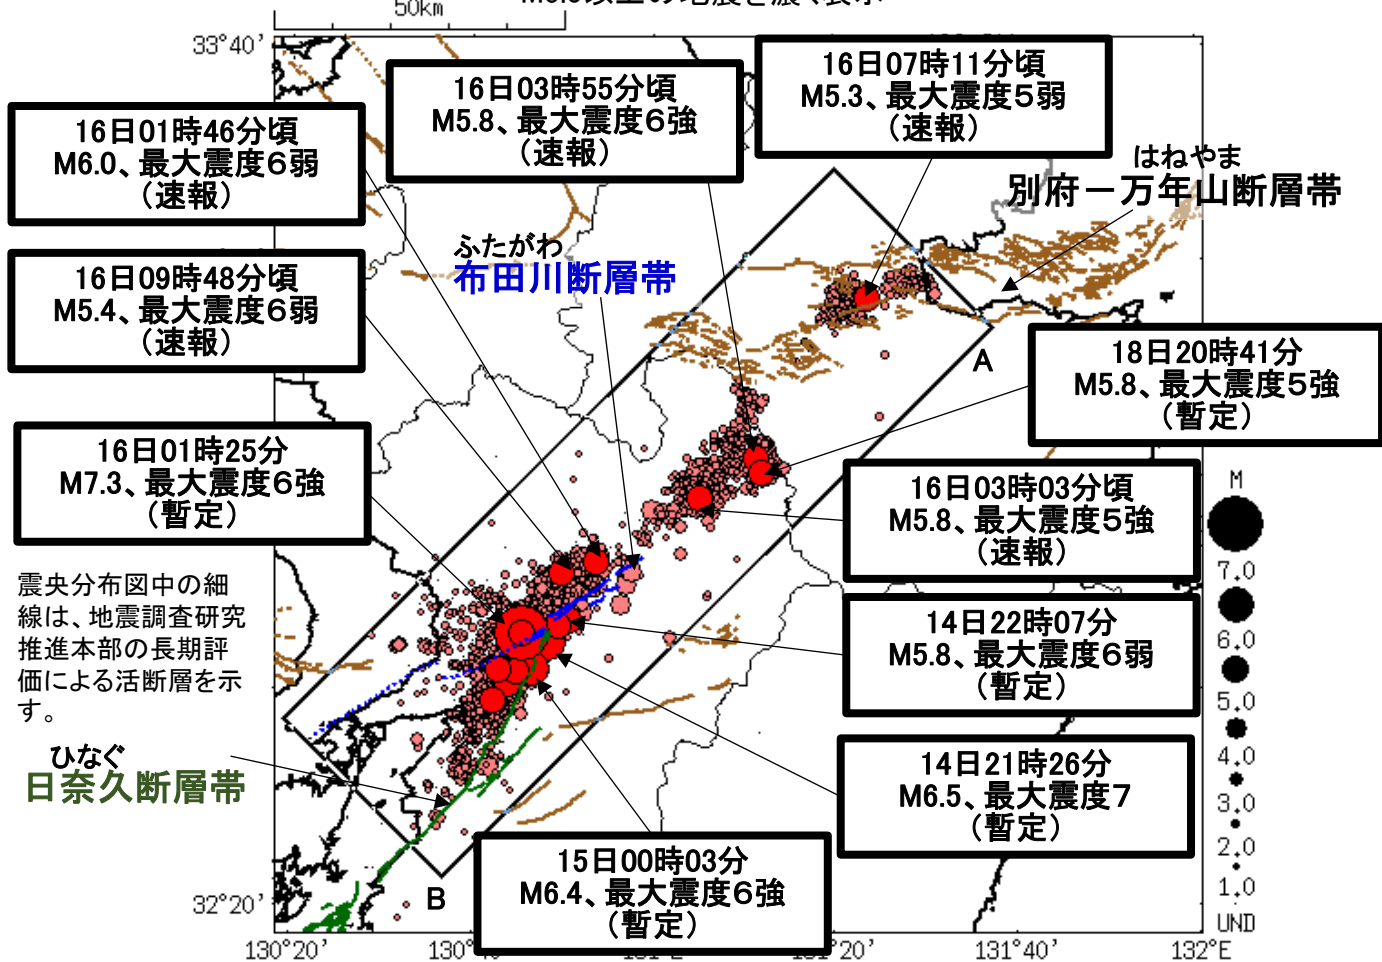 50km
33°40'
16日03時55分頃
M5.8、最大震度６強
(速報)
16日07時11分頃
M5.3、最大震度５弱
(速報)
16日01時46分頃
M6.0、最大震度６弱
(速報)
はねやま
別府－万年山断層帯
ふたがわ
布田川断層帯
16日09時48分頃
M5.4、最大震度６弱
(速報)
A
18日20時41分
M5.8、最大震度５強
(暫定)
16日01時25分
M7.3、最大震度６強
(暫定)
16日03時03分頃
M5.8、最大震度５強
(速報)
M
7.0
6.0
5.0
4.0
3.0
2.0
1.0
UND
震央分布図中の細
線は、地震調査研究
推進本部の長期評
価による活断層を示
す。
14日22時07分
M5.8、最大震度６弱
(暫定)
ひなぐ
日奈久断層帯
14日21時26分
M6.5、最大震度７
(暫定)
15日00時03分
M6.4、最大震度６強
(暫定)
B
32°20'
130°20'
131°40'
132°E